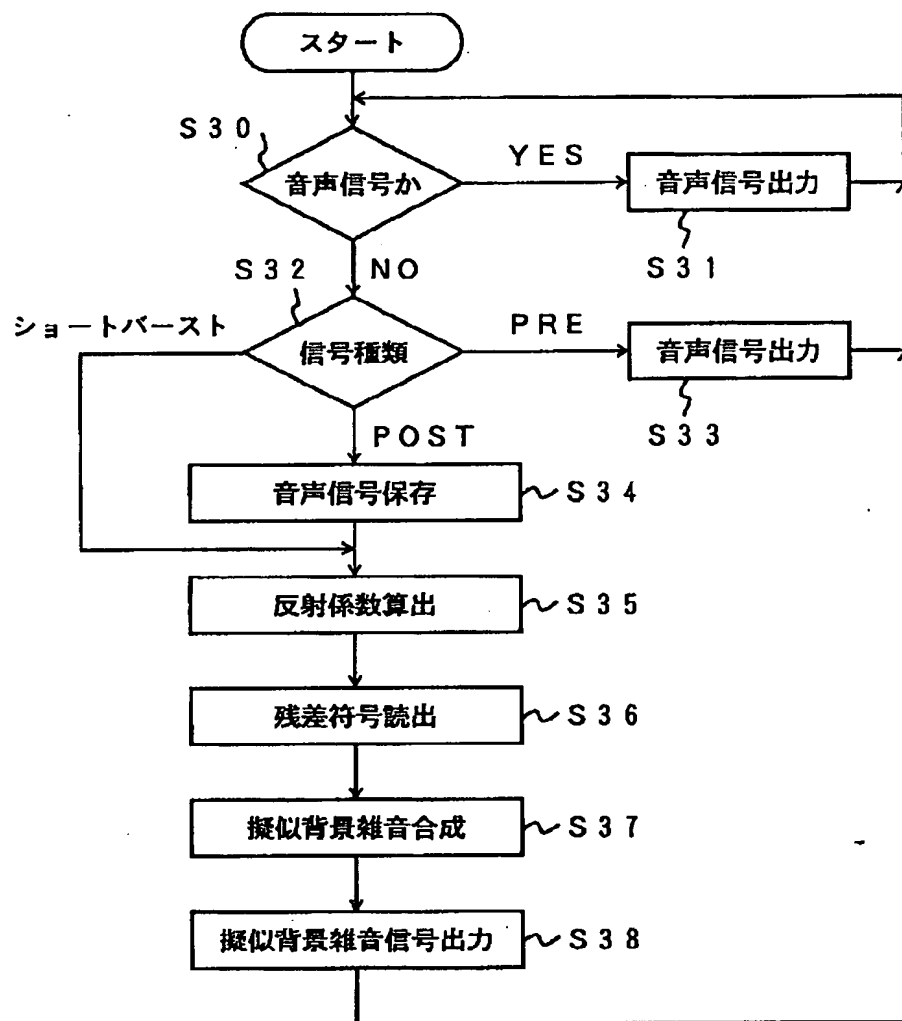 スタート
S30
音声信号か
YES
音声信号出力
S31
S32
NO
ショートバースト
信号種類
PRE
音声信号出力
S33
POST
音声信号保存
S34
反射係数算出
S35
残差符号読出
S36
擬似背景雑音合成
S37
擬似背景雑音信号出力
S38